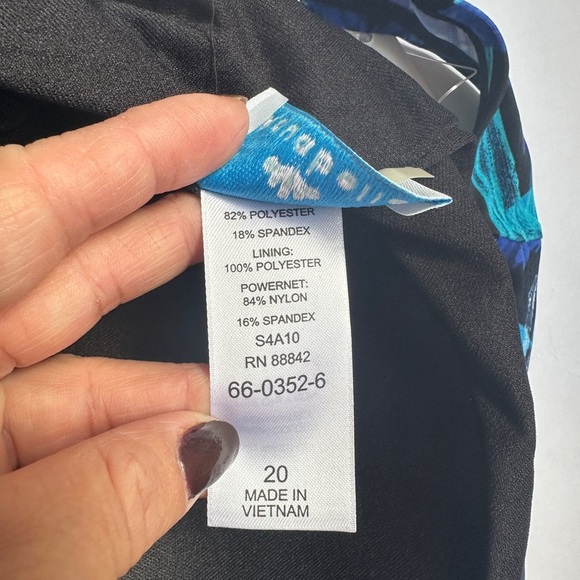 82% POLYESTER
18% SPANDEX
LINING:
100% POLYESTER
POWERNET:
84% NYLON
16% SPANDEX
S4A10
RN 88842
66-0352-6
20
MADE IN
VIETNAM